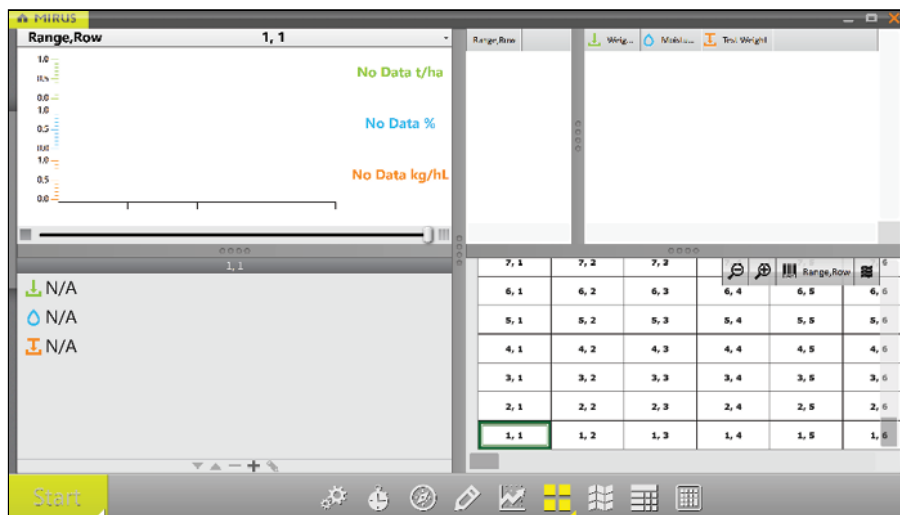 MIRUS
Range,Row 1, 1
1.0
0.5
0.0
No Data t/ha
1.0
0.5
0.0
No Data %
1.0
0.5
0.0
No Data kg/hL
Range,Row
Weig... Moistu... Test Weight
1, 1
N/A
N/A
N/A
7, 1 7, 2 7, 3 6
Range,Row
6, 1 6, 2 6, 3 6, 4 6, 5 6, 6
5, 1 5, 2 5, 3 5, 4 5, 5 5, 6
4, 1 4, 2 4, 3 4, 4 4, 5 4, 6
3, 1 3, 2 3, 3 3, 4 3, 5 3, 6
2, 1 2, 2 2, 3 2, 4 2, 5 2, 6
1, 1 1, 2 1, 3 1, 4 1, 5 1, 6
Start